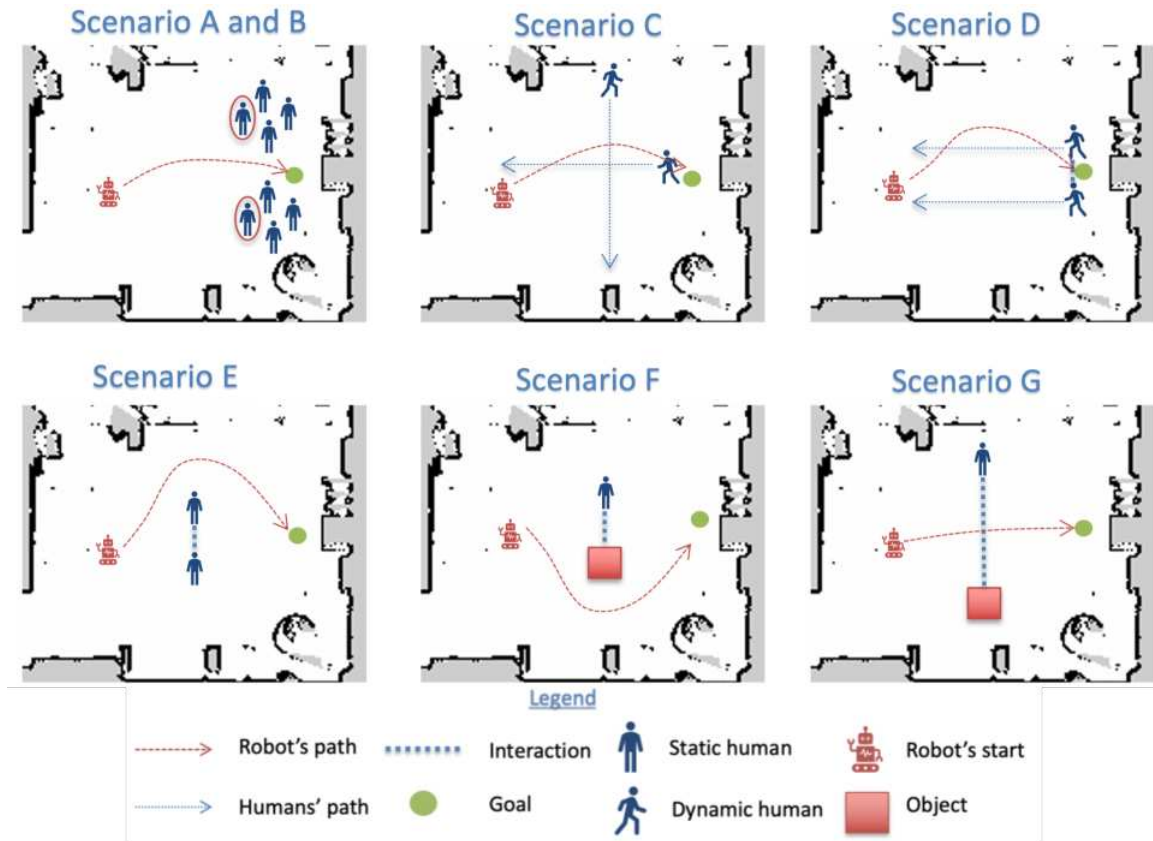 Scenario A and B
Scenario C
Scenario D
Scenario E
Scenario F
Scenario G
Legend
Robot's path
Interaction
Static human
Robot's start
Humans' path
Goal
Dynamic human
Object